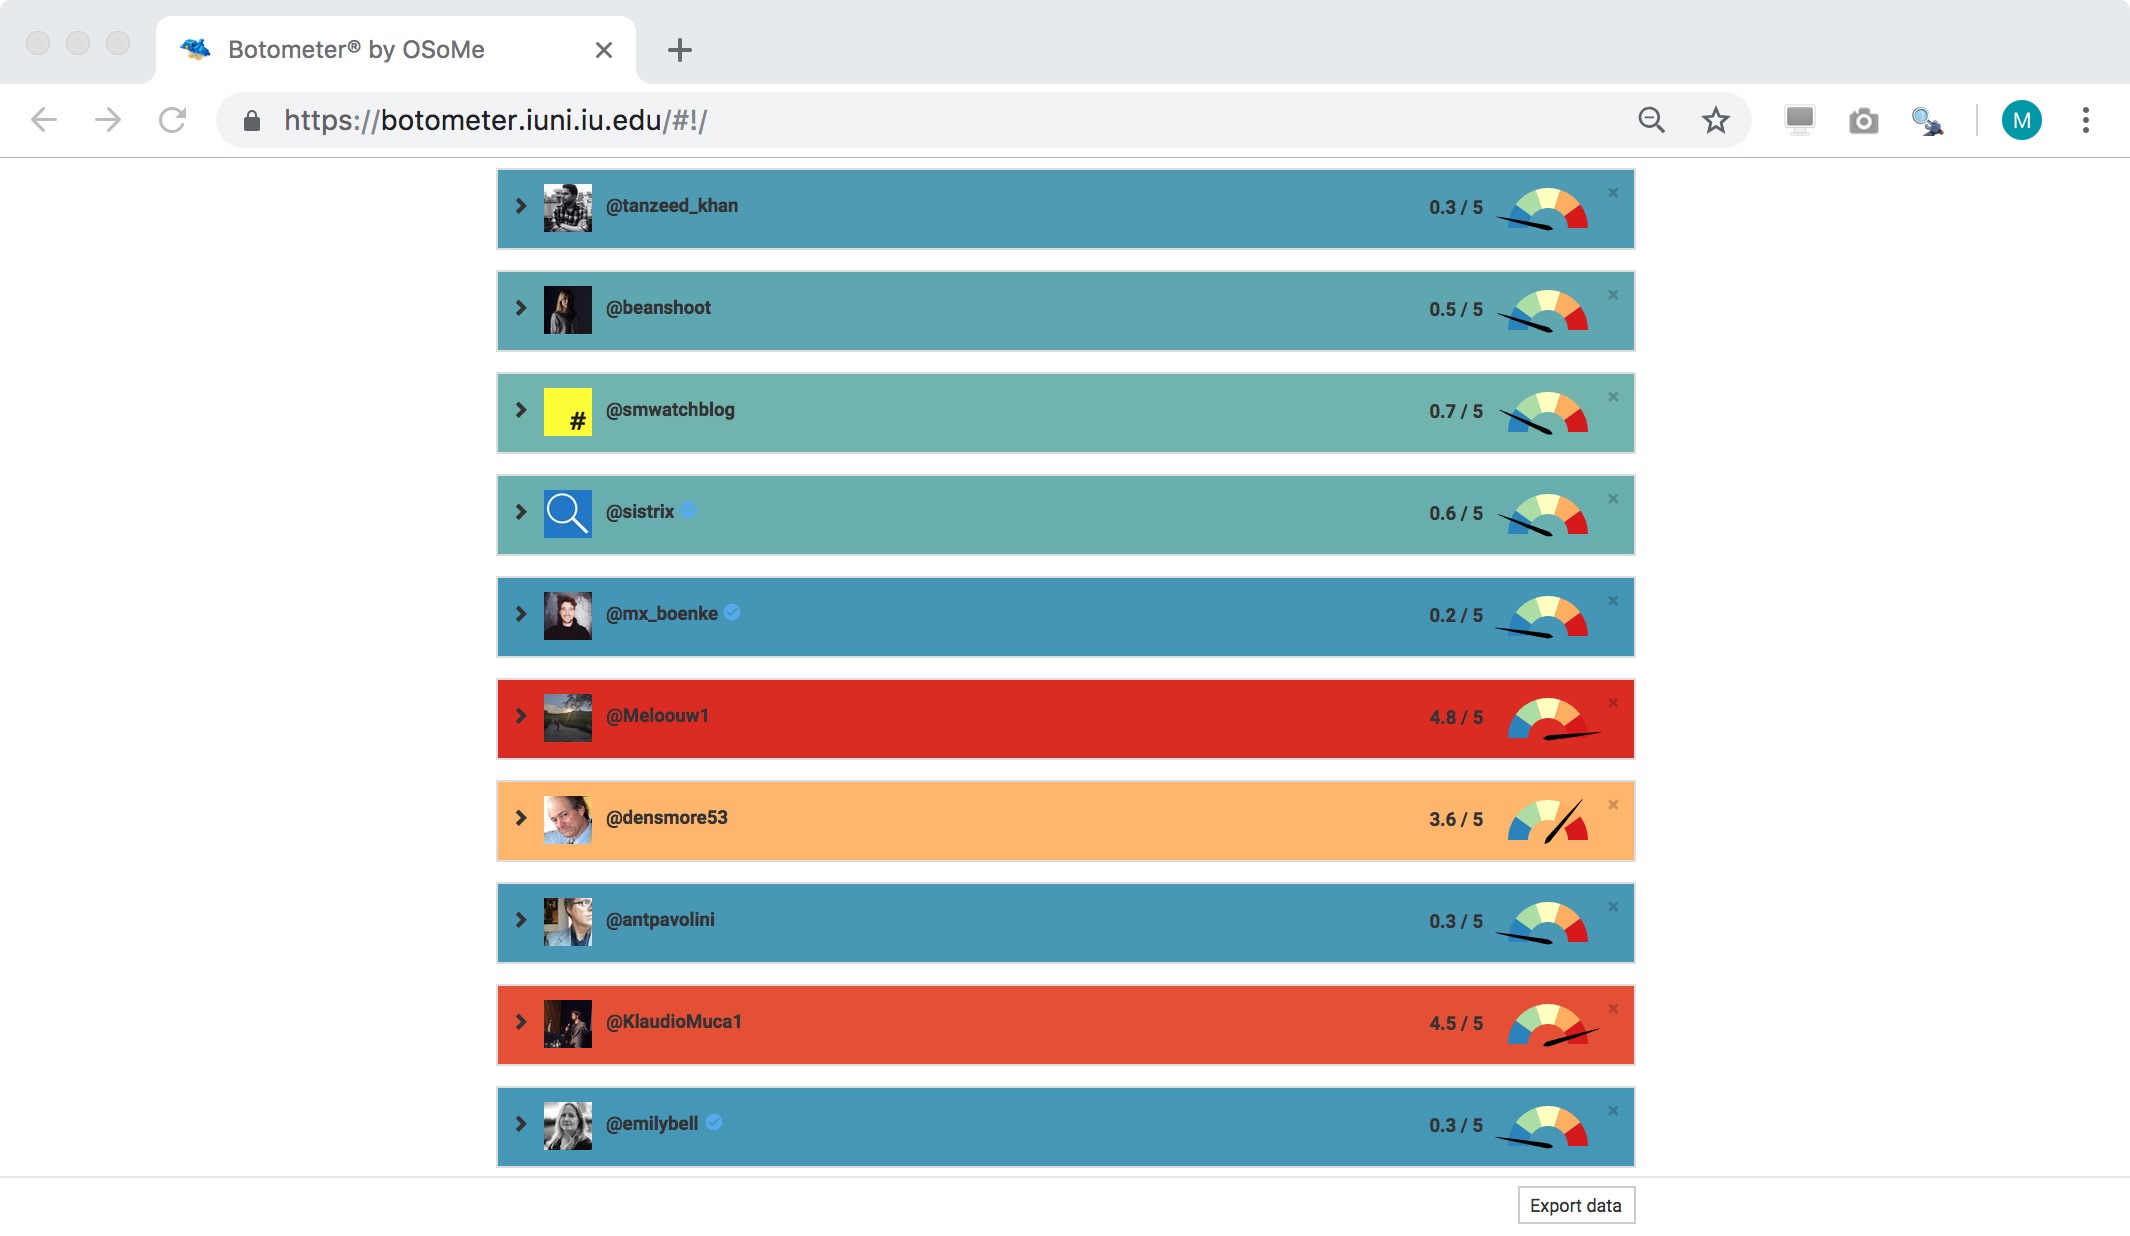 Botometer® by OSoMe
https://botometer.iuni.iu.edu/#!/
M
@tanzeed_khan 0.3 / 5
@beanshoot 0.5 / 5
#
@smwatchblog 0.7 / 5
@sistrix 0.6 / 5
@mx_boenke 0.2 / 5
@Meloouw1 4.8 / 5
@densmore53 3.6 / 5
@antpavolini 0.3 / 5
@KlaudioMuca1 4.5 / 5
@emilybell 0.3 / 5
Export data